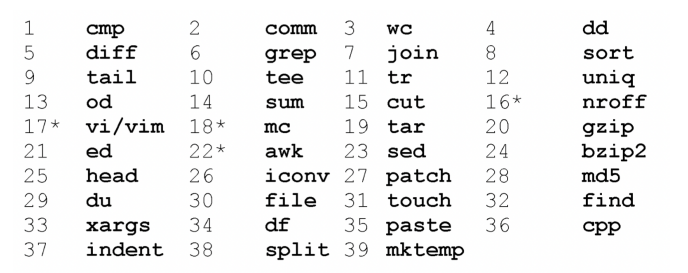 1 cmp 2 comm 3 wc 4 dd
5 diff 6 grep 7 join 8 sort
9 tail 10 tee 11 tr 12 uniq
13 od 14 sum 15 cut 16* nroff
17* vi/vim 18* mc 19 tar 20 gzip
21 ed 22* awk 23 sed 24 bzip2
25 head 26 iconv 27 patch 28 md5
29 du 30 file 31 touch 32 find
33 xargs 34 df 35 paste 36 cpp
37 indent 38 split 39 mktemp